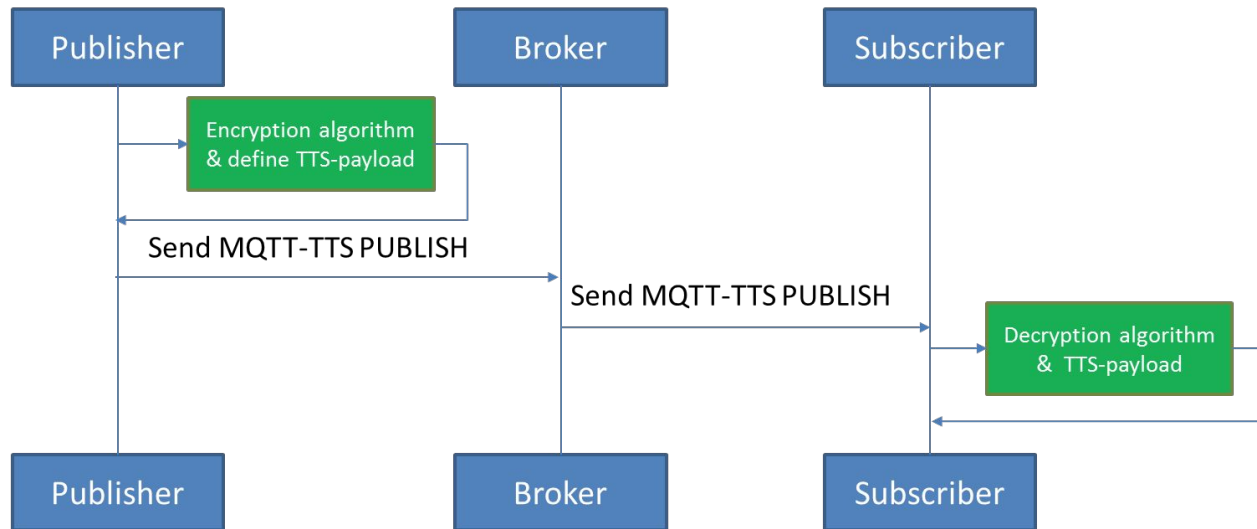 Publisher
Broker
Subscriber
Encryption algorithm
& define TTS-payload
Send MQTT-TTS PUBLISH
Send MQTT-TTS PUBLISH
Decryption algorithm
& TTS-payload
Publisher
Broker
Subscriber